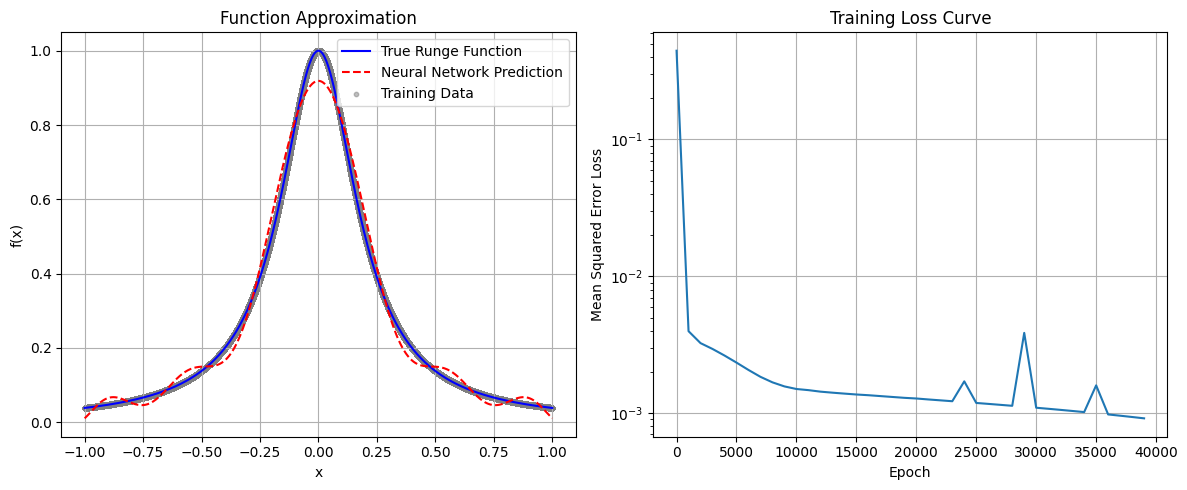 Function Approximation
True Runge Function
Neural Network Prediction
Training Data
f(x)
1.0
0.8
0.6
0.4
0.2
0.0
−1.00 −0.75 −0.50 −0.25 0.00 0.25 0.50 0.75 1.00
x
Training Loss Curve
Mean Squared Error Loss
10⁻¹
10⁻²
10⁻³
0 5000 10000 15000 20000 25000 30000 35000 40000
Epoch